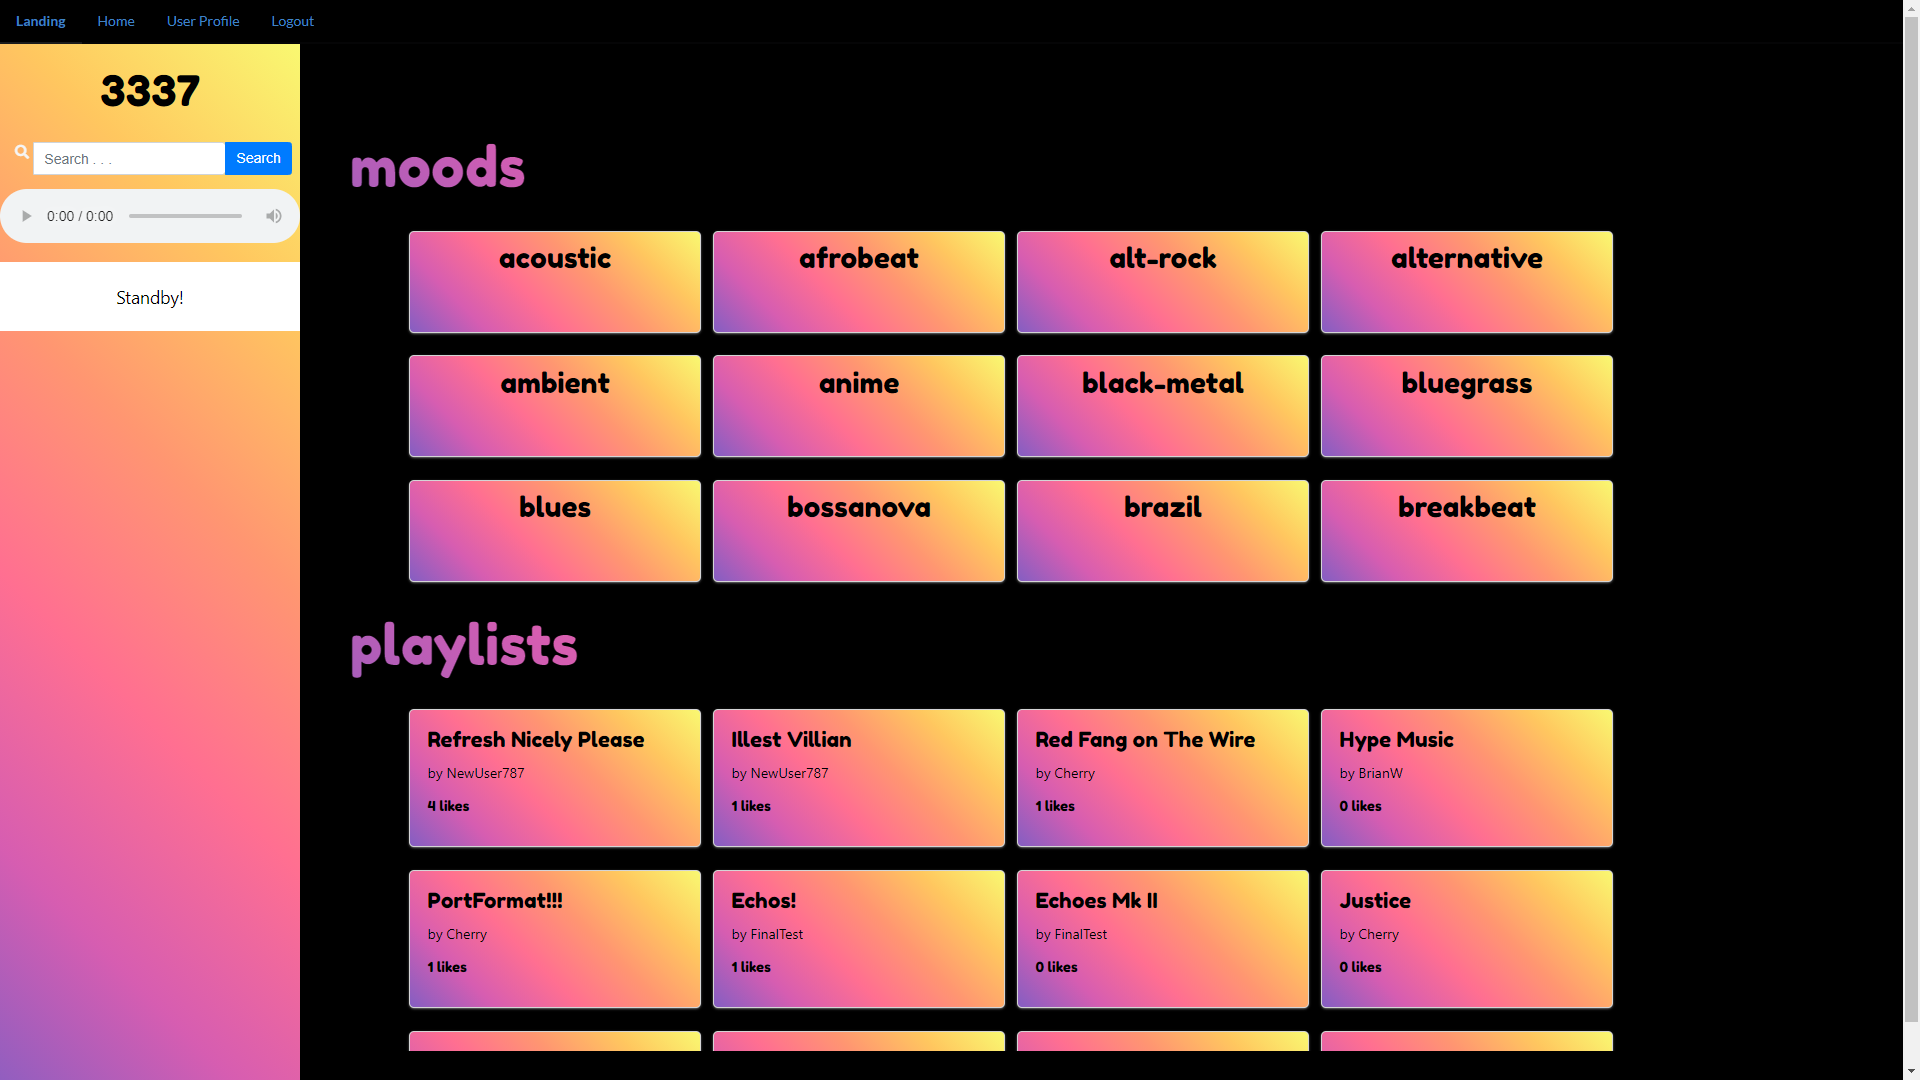 Landing Home User Profile Logout
3337
Search . . . Search
0:00 / 0:00
Standby!
moods
acoustic afrobeat alt-rock alternative
ambient anime black-metal bluegrass
blues bossanova brazil breakbeat
playlists
Refresh Nicely Please
by NewUser787
4 likes
Illest Villian
by NewUser787
1 likes
Red Fang on The Wire
by Cherry
1 likes
Hype Music
by BrianW
0 likes
PortFormat!!!
by Cherry
1 likes
Echos!
by FinalTest
1 likes
Echoes Mk II
by FinalTest
0 likes
Justice
by Cherry
0 likes